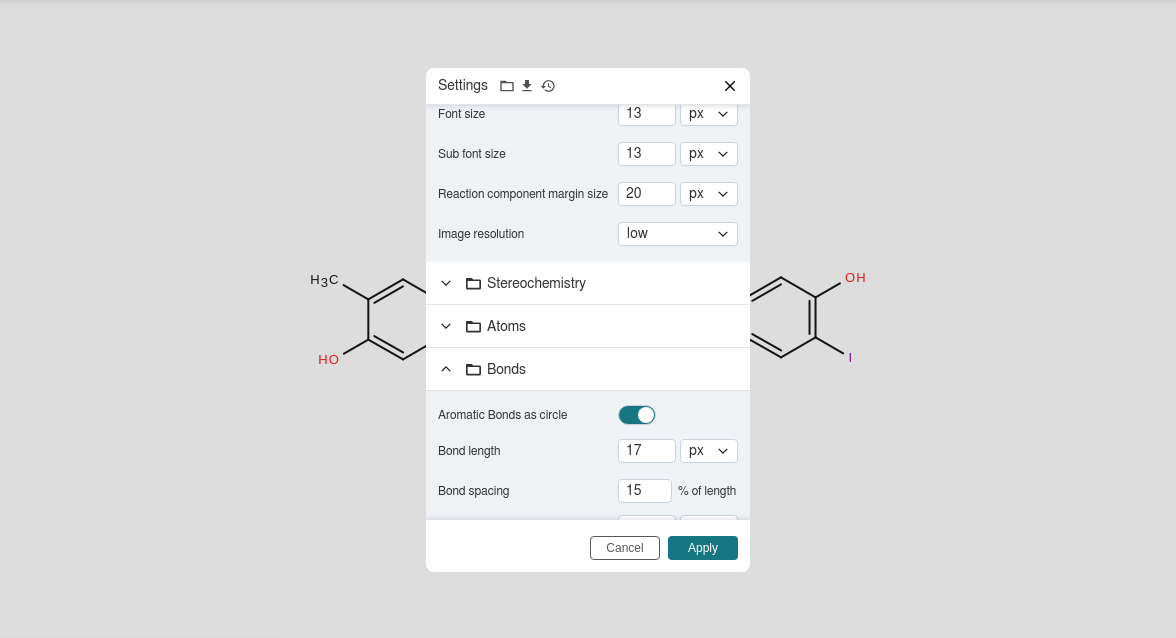 Settings
Font size 13 px
Sub font size 13 px
Reaction component margin size 20 px
Image resolution low
H3C
OH
Stereochemistry
Atoms
HO
I
Bonds
Aromatic Bonds as circle
Bond length 17 px
Bond spacing 15 % of length
Cancel Apply